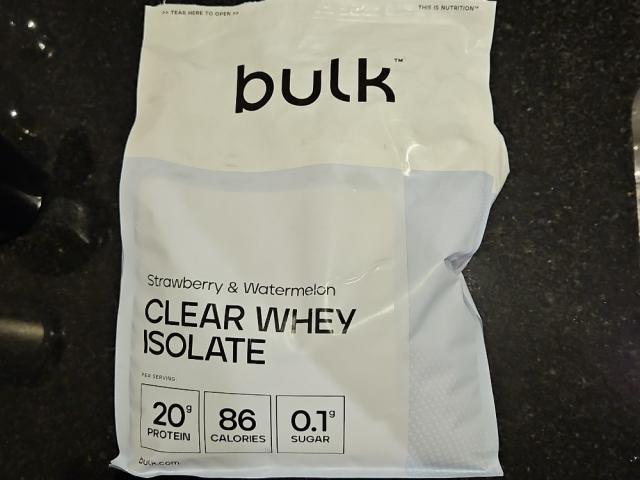 >> TEAR HERE TO OPEN >>
THIS IS NUTRITION™
bulk™
Strawberry & Watermelon
CLEAR WHEY
ISOLATE
PER SERVING:
20g
PROTEIN
86
CALORIES
0.1g
SUGAR
bulk.com